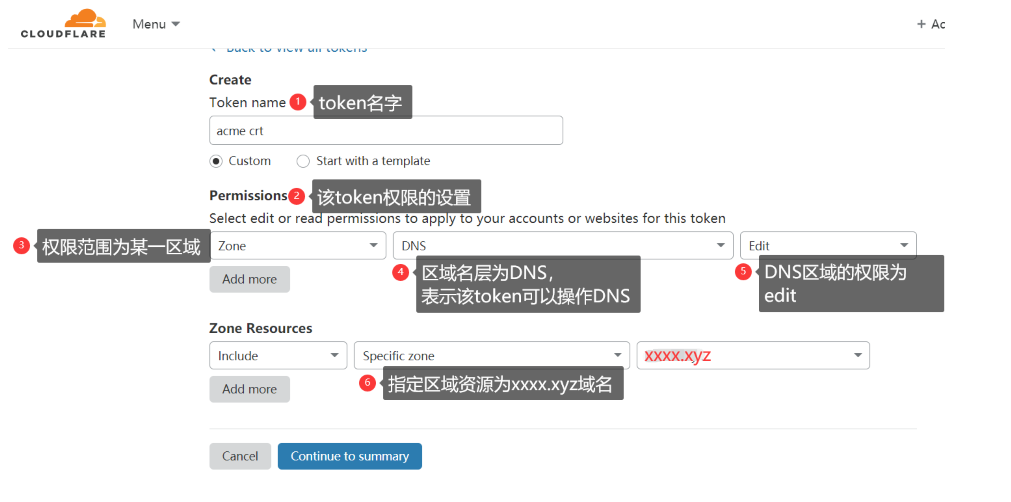 CLOUDFLARE Menu + Ac
Back to view all tokens
Create
Token name 1 token名字
acme crt
Custom Start with a template
Permissions 2 该token权限的设置
Select edit or read permissions to apply to your accounts or websites for this token
3 权限范围为某一区域 Zone DNS Edit
Add more 4 区域名层为DNS，
表示该token可以操作DNS
5 DNS区域的权限为
edit
Zone Resources
Include Specific zone xxxx.xyz
Add more 6 指定区域资源为xxxx.xyz域名
Cancel Continue to summary